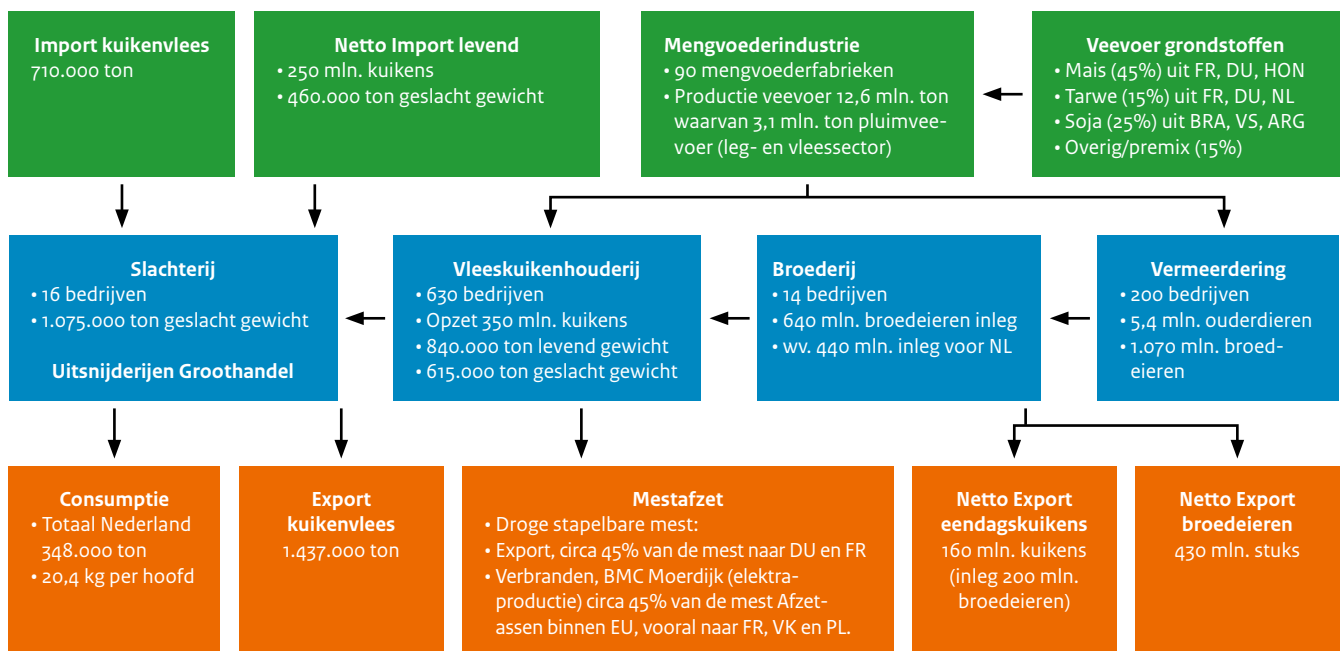 Import kuikenvlees
710.000 ton
Netto Import levend
• 250 mln. kuikens
• 460.000 ton geslacht gewicht
Mengvoederindustrie
• 90 mengvoederfabrieken
• Productie veevoer 12,6 mln. ton
waarvan 3,1 mln. ton pluimvee-
voer (leg- en vleessector)
Veevoer grondstoffen
• Mais (45%) uit FR, DU, HON
• Tarwe (15%) uit FR, DU, NL
• Soja (25%) uit BRA, VS, ARG
• Overig/premix (15%)
Slachterij
• 16 bedrijven
• 1.075.000 ton geslacht gewicht
Uitsnijderijen Groothandel
Vleeskuikenhouderij
• 630 bedrijven
• Opzet 350 mln. kuikens
• 840.000 ton levend gewicht
• 615.000 ton geslacht gewicht
Broederij
• 14 bedrijven
• 640 mln. broedeieren inleg
• wv. 440 mln. inleg voor NL
Vermeerdering
• 200 bedrijven
• 5,4 mln. ouderdieren
• 1.070 mln. broed-
eieren
Consumptie
• Totaal Nederland
348.000 ton
• 20,4 kg per hoofd
Export
kuikenvlees
1.437.000 ton
Mestafzet
• Droge stapelbare mest:
• Export, circa 45% van de mest naar DU en FR
• Verbranden, BMC Moerdijk (elektra-
productie) circa 45% van de mest Afzet-
assen binnen EU, vooral naar FR, VK en PL.
Netto Export
eendagskuikens
160 mln. kuikens
(inleg 200 mln.
broedeieren)
Netto Export
broedeieren
430 mln. stuks